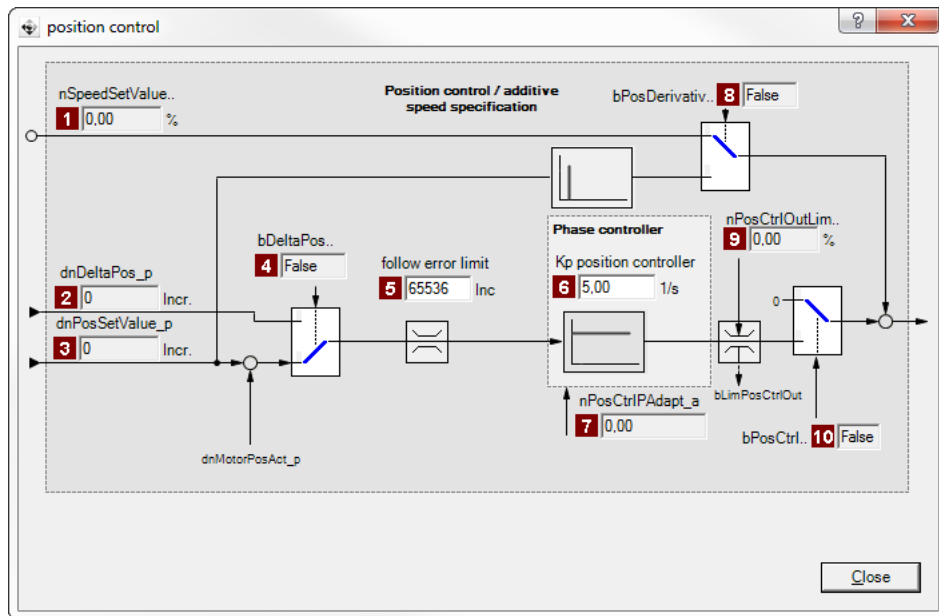 position control
nSpeedSetValue..
1 0,00 %
Position control / additive
speed specification
bPosDerivativ.. 8 False
bDeltaPos..
4 False
follow error limit
5 65536 Inc
Phase controller
Kp position controller
6 5,00 1/s
nPosCtrlOutLim..
9 0,00 %
dnDeltaPos_p
2 0 Incr.
dnPosSetValue_p
3 0 Incr.
0
nPosCtrlPAdapt_a
7 0,00
bLimPosCtrlOut
bPosCtrl.. 10 False
dnMotorPosAct_p
Close